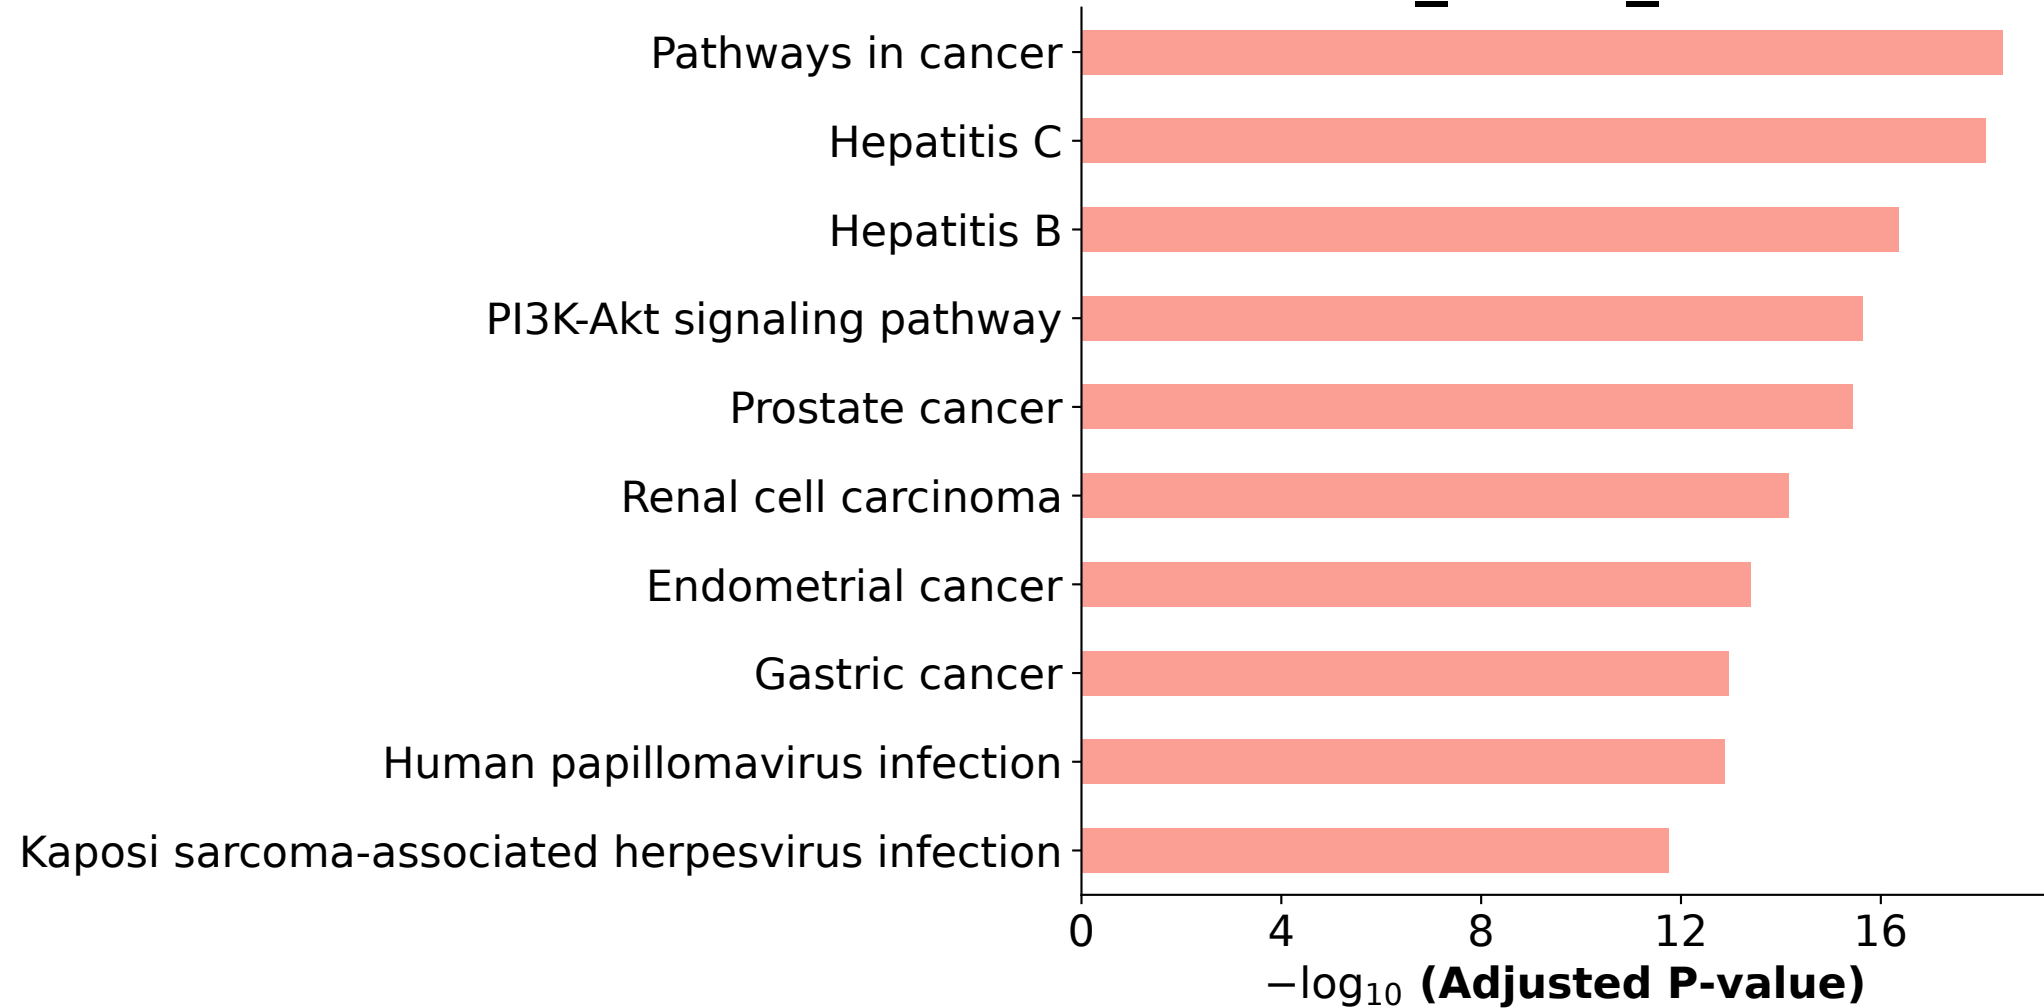 Pathways in cancer
Hepatitis C
Hepatitis B
PI3K-Akt signaling pathway
Prostate cancer
Renal cell carcinoma
Endometrial cancer
Gastric cancer
Human papillomavirus infection
Kaposi sarcoma-associated herpesvirus infection
0 4 8 12 16
−log₁₀ (Adjusted P-value)